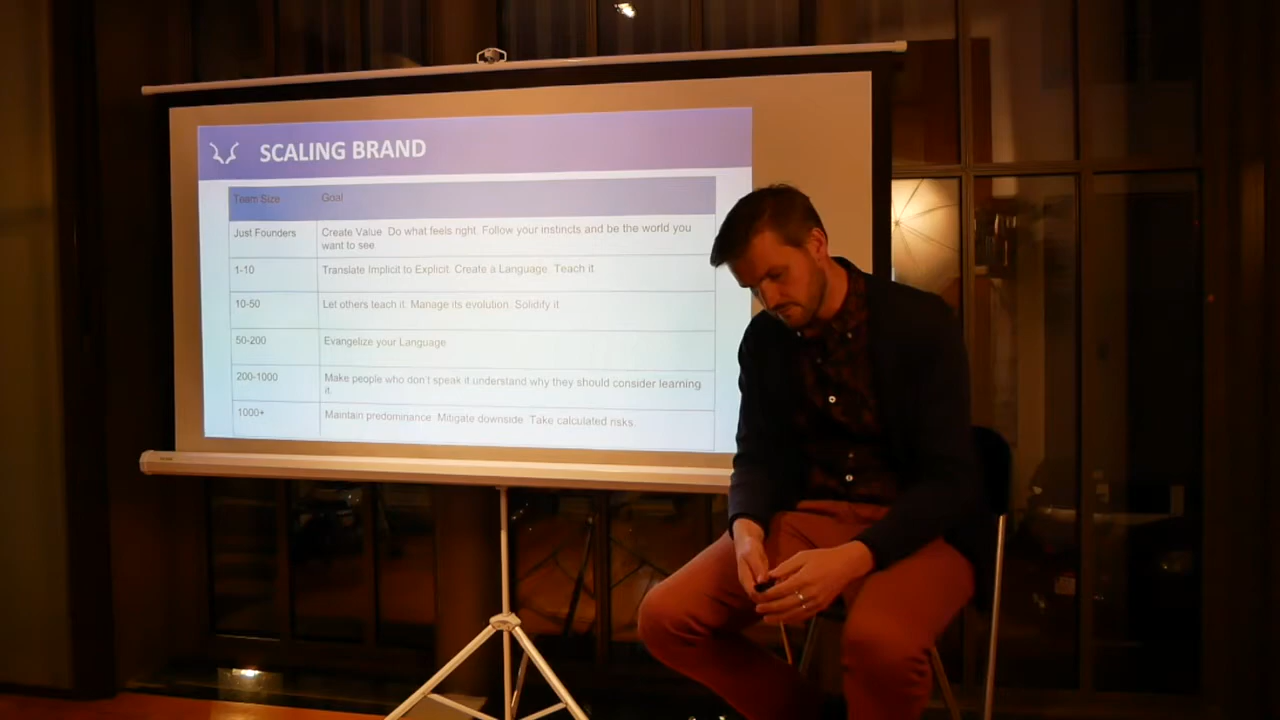 SCALING BRAND
Team Size Goal
Just Founders Create Value Do what feels right. Follow your instincts and be the world you
want to see
1-10 Translate Implicit to Explicit. Create a Language. Teach it
10-50 Let others teach it. Manage its evolution. Solidify it.
50-200 Evangelize your Language
200-1000 Make people who don't speak it understand why they should consider learning
it.
1000+ Maintain predominance. Mitigate downside. Take calculated risks.